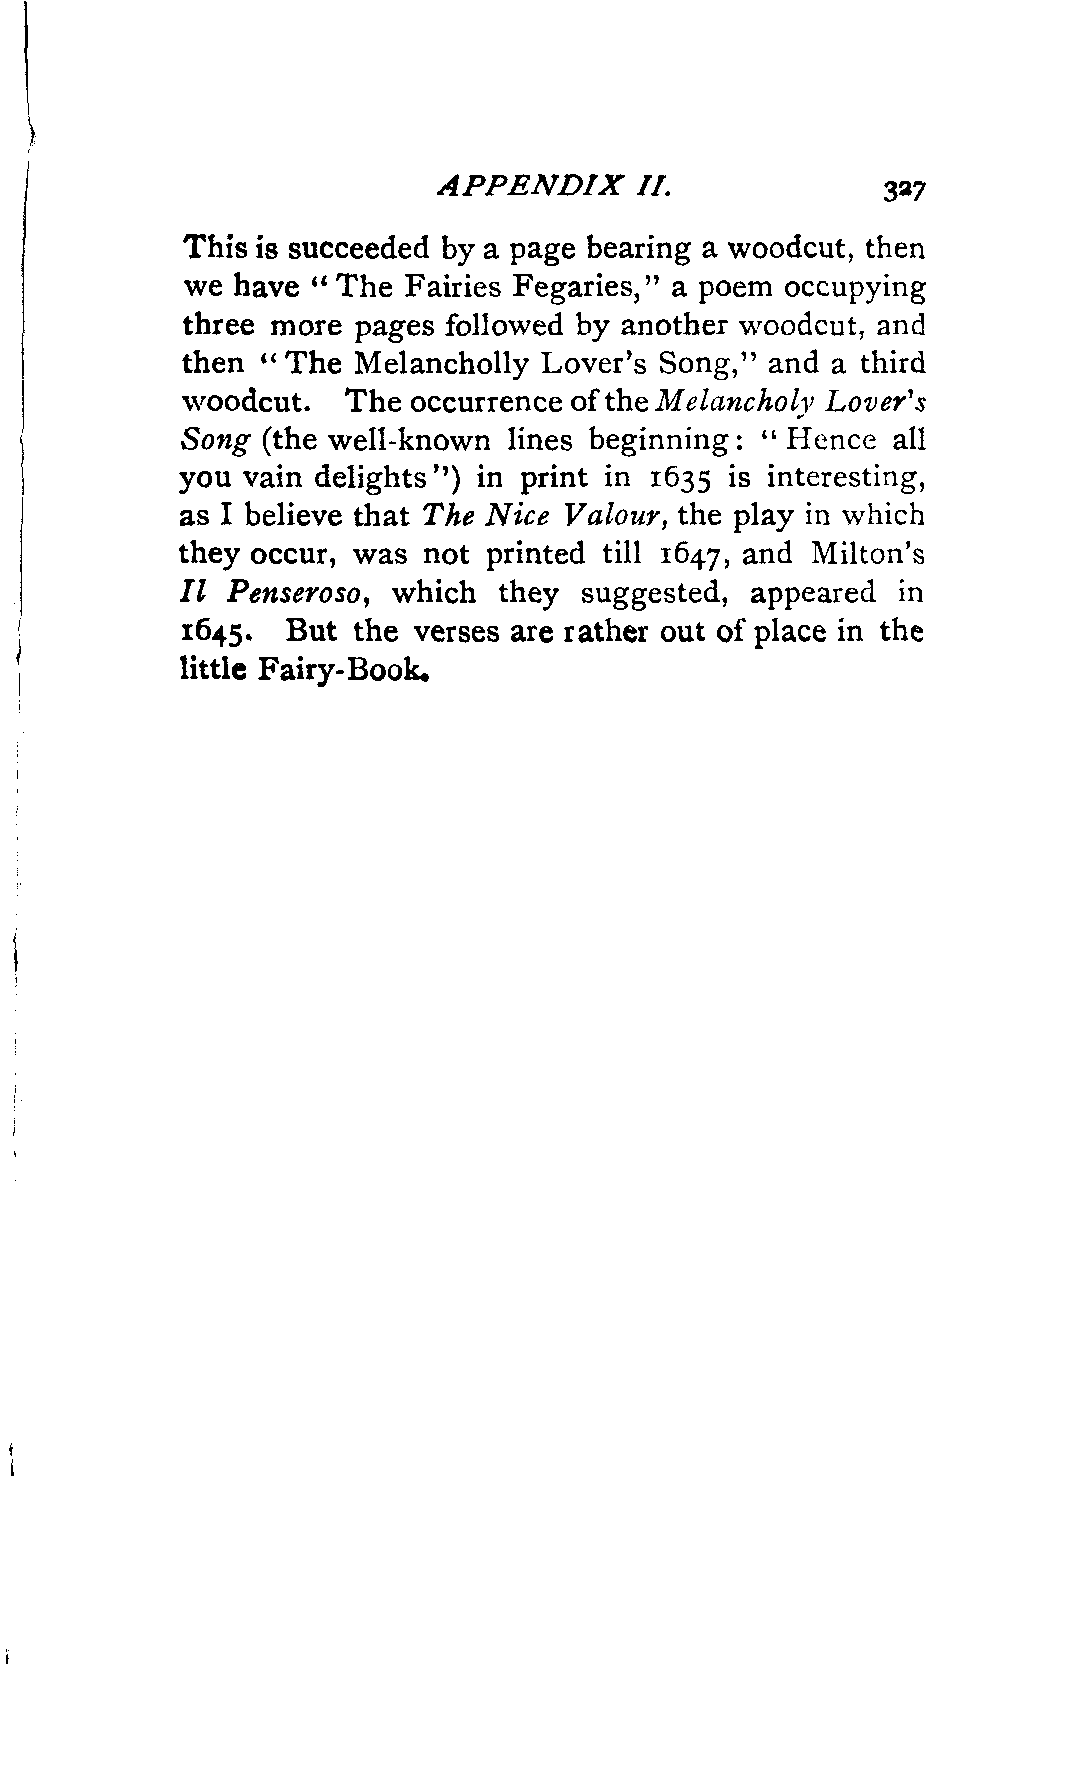 APPENDIX II. 327
This is succeeded by a page bearing a woodcut, then
we have “ The Fairies Fegaries,” a poem occupying
three more pages followed by another woodcut, and
then “ The Melancholly Lover’s Song,” and a third
woodcut. The occurrence of the Melancholy Lover’s
Song (the well-known lines beginning : “ Hence all
you vain delights ”) in print in 1635 is interesting,
as I believe that The Nice Valour, the play in which
they occur, was not printed till 1647, and Milton’s
Il Penseroso, which they suggested, appeared in
1645. But the verses are rather out of place in the
little Fairy-Book.